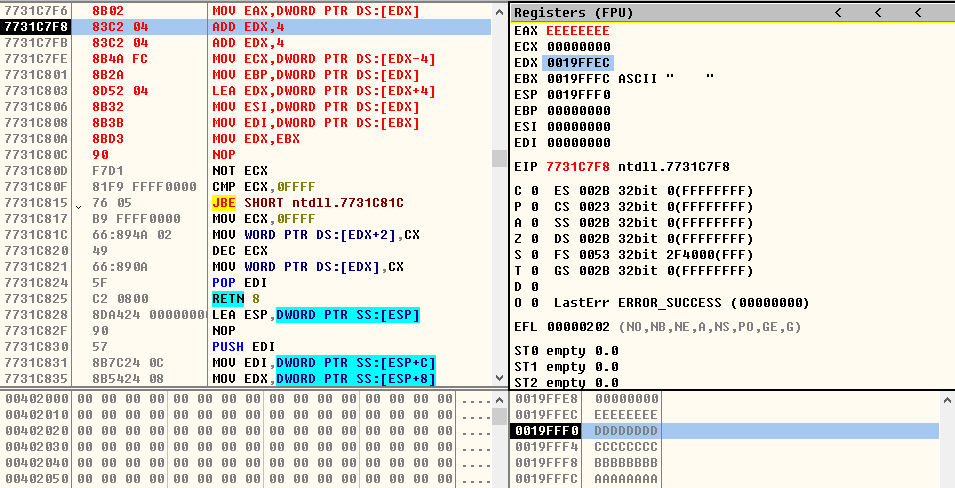 7731C7F6 8B02 MOV EAX,DWORD PTR DS:[EDX]
7731C7F8 83C2 04 ADD EDX,4
7731C7FB 83C2 04 ADD EDX,4
7731C7FE 8B4A FC MOV ECX,DWORD PTR DS:[EDX-4]
7731C801 8B2A MOV EBP,DWORD PTR DS:[EDX]
7731C803 8D52 04 LEA EDX,DWORD PTR DS:[EDX+4]
7731C806 8B32 MOV ESI,DWORD PTR DS:[EDX]
7731C808 8B3B MOV EDI,DWORD PTR DS:[EBX]
7731C80A 8BD3 MOV EDX,EBX
7731C80C 90 NOP
7731C80D F7D1 NOT ECX
7731C80F 81F9 FFFF0000 CMP ECX,0FFFF
7731C815 76 05 JBE SHORT ntdll.7731C81C
7731C817 B9 FFFF0000 MOV ECX,0FFFF
7731C81C 66:894A 02 MOV WORD PTR DS:[EDX+2],CX
7731C820 49 DEC ECX
7731C821 66:890A MOV WORD PTR DS:[EDX],CX
7731C824 5F POP EDI
7731C825 C2 0800 RETN 8
7731C828 8DA424 00000000 LEA ESP,DWORD PTR SS:[ESP]
7731C82F 90 NOP
7731C830 57 PUSH EDI
7731C831 8B7C24 0C MOV EDI,DWORD PTR SS:[ESP+C]
7731C835 8B5424 08 MOV EDX,DWORD PTR SS:[ESP+8]
Registers (FPU) < < <
EAX EEEEEEEE
ECX 00000000
EDX 0019FFEC
EBX 0019FFFC ASCII "    "
ESP 0019FFF0
EBP 00000000
ESI 00000000
EDI 00000000
EIP 7731C7F8 ntdll.7731C7F8
C 0 ES 002B 32bit 0(FFFFFFFF)
P 0 CS 0023 32bit 0(FFFFFFFF)
A 0 SS 002B 32bit 0(FFFFFFFF)
Z 0 DS 002B 32bit 0(FFFFFFFF)
S 0 FS 0053 32bit 2F4000(FFF)
T 0 GS 002B 32bit 0(FFFFFFFF)
D 0
O 0 LastErr ERROR_SUCCESS (00000000)
EFL 00000202 (NO,NB,NE,A,NS,PO,GE,G)
ST0 empty 0.0
ST1 empty 0.0
ST2 empty 0.0
00402000 00 00 00 00 00 00 00 00 00 00 00 00 00 00 00 00 ....
00402010 00 00 00 00 00 00 00 00 00 00 00 00 00 00 00 00 ....
00402020 00 00 00 00 00 00 00 00 00 00 00 00 00 00 00 00 ....
00402030 00 00 00 00 00 00 00 00 00 00 00 00 00 00 00 00 ....
00402040 00 00 00 00 00 00 00 00 00 00 00 00 00 00 00 00 ....
00402050 00 00 00 00 00 00 00 00 00 00 00 00 00 00 00 00 ....
0019FFE8 00000000
0019FFEC EEEEEEEE
0019FFF0 DDDDDDDD
0019FFF4 CCCCCCCC
0019FFF8 BBBBBBBB
0019FFFC AAAAAAAA